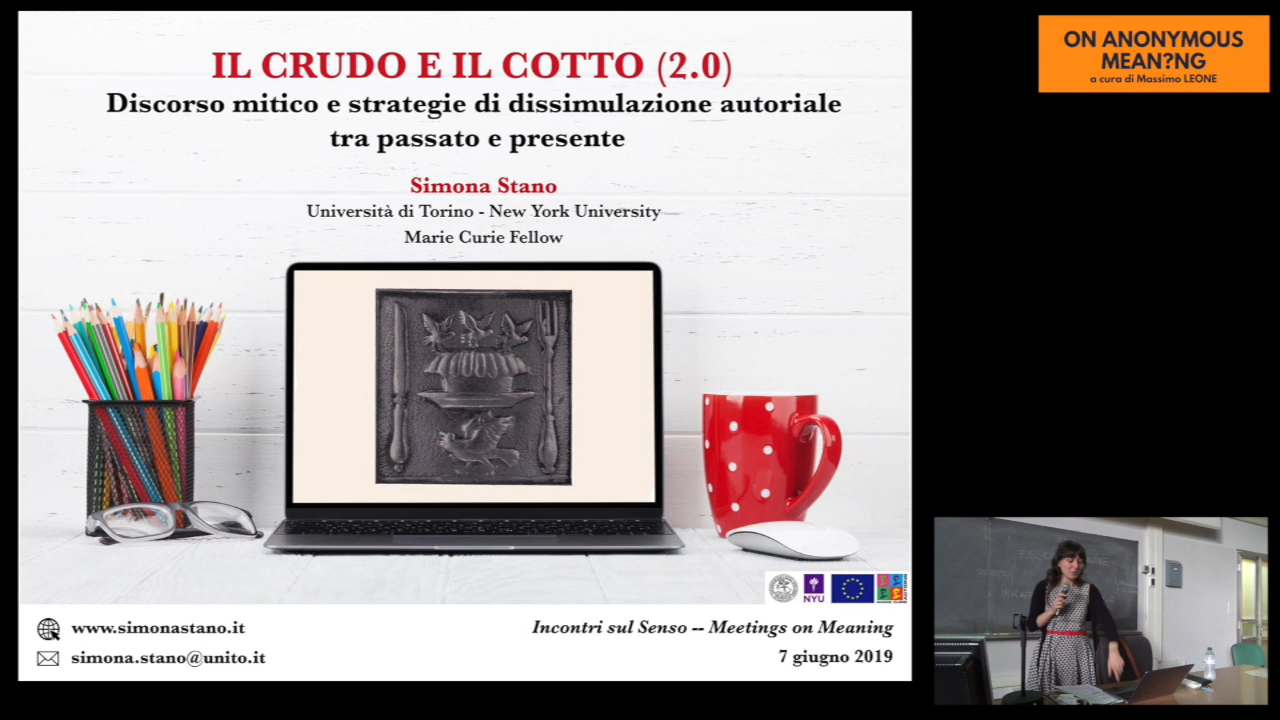 IL CRUDO E IL COTTO (2.0)
Discorso mitico e strategie di dissimulazione autoriale
tra passato e presente
Simona Stano
Università di Torino - New York University
Marie Curie Fellow
NYU
www.simonastano.it
simona.stano@unito.it
Incontri sul Senso -- Meetings on Meaning
7 giugno 2019
ON ANONYMOUS
MEAN?NG
a cura di Massimo LEONE